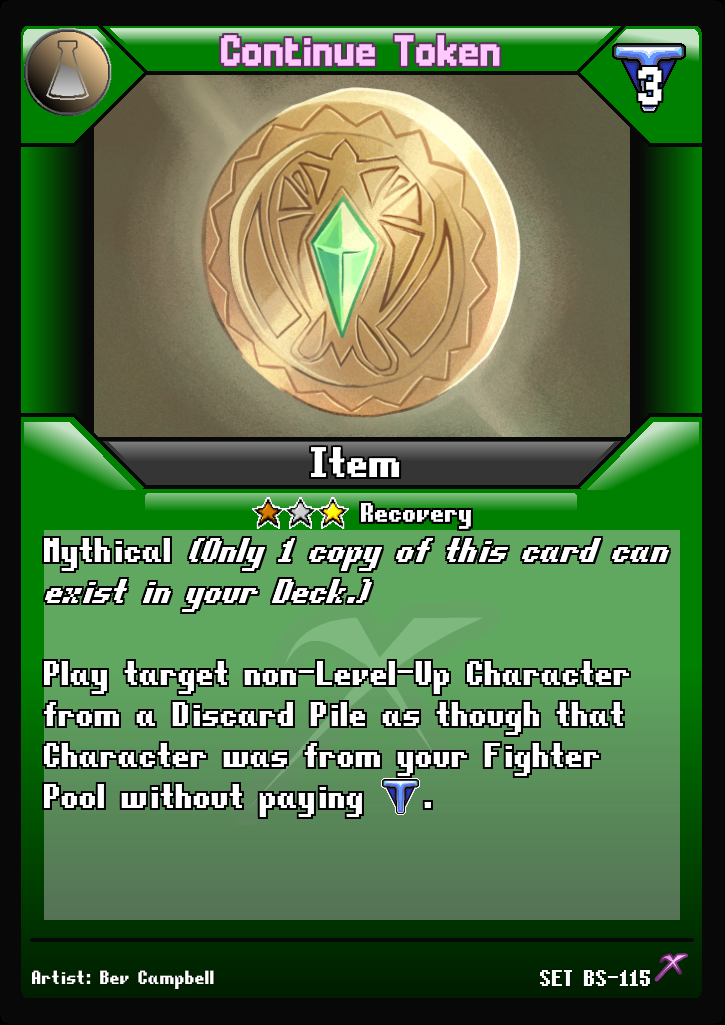 Continue Token
3
Item
Recovery
Mythical (Only 1 copy of this card can
exist in your Deck.)
Play target non-Level-Up Character
from a Discard Pile as though that
Character was from your Fighter
Pool without paying T.
Artist: Bev Campbell
SET BS-115